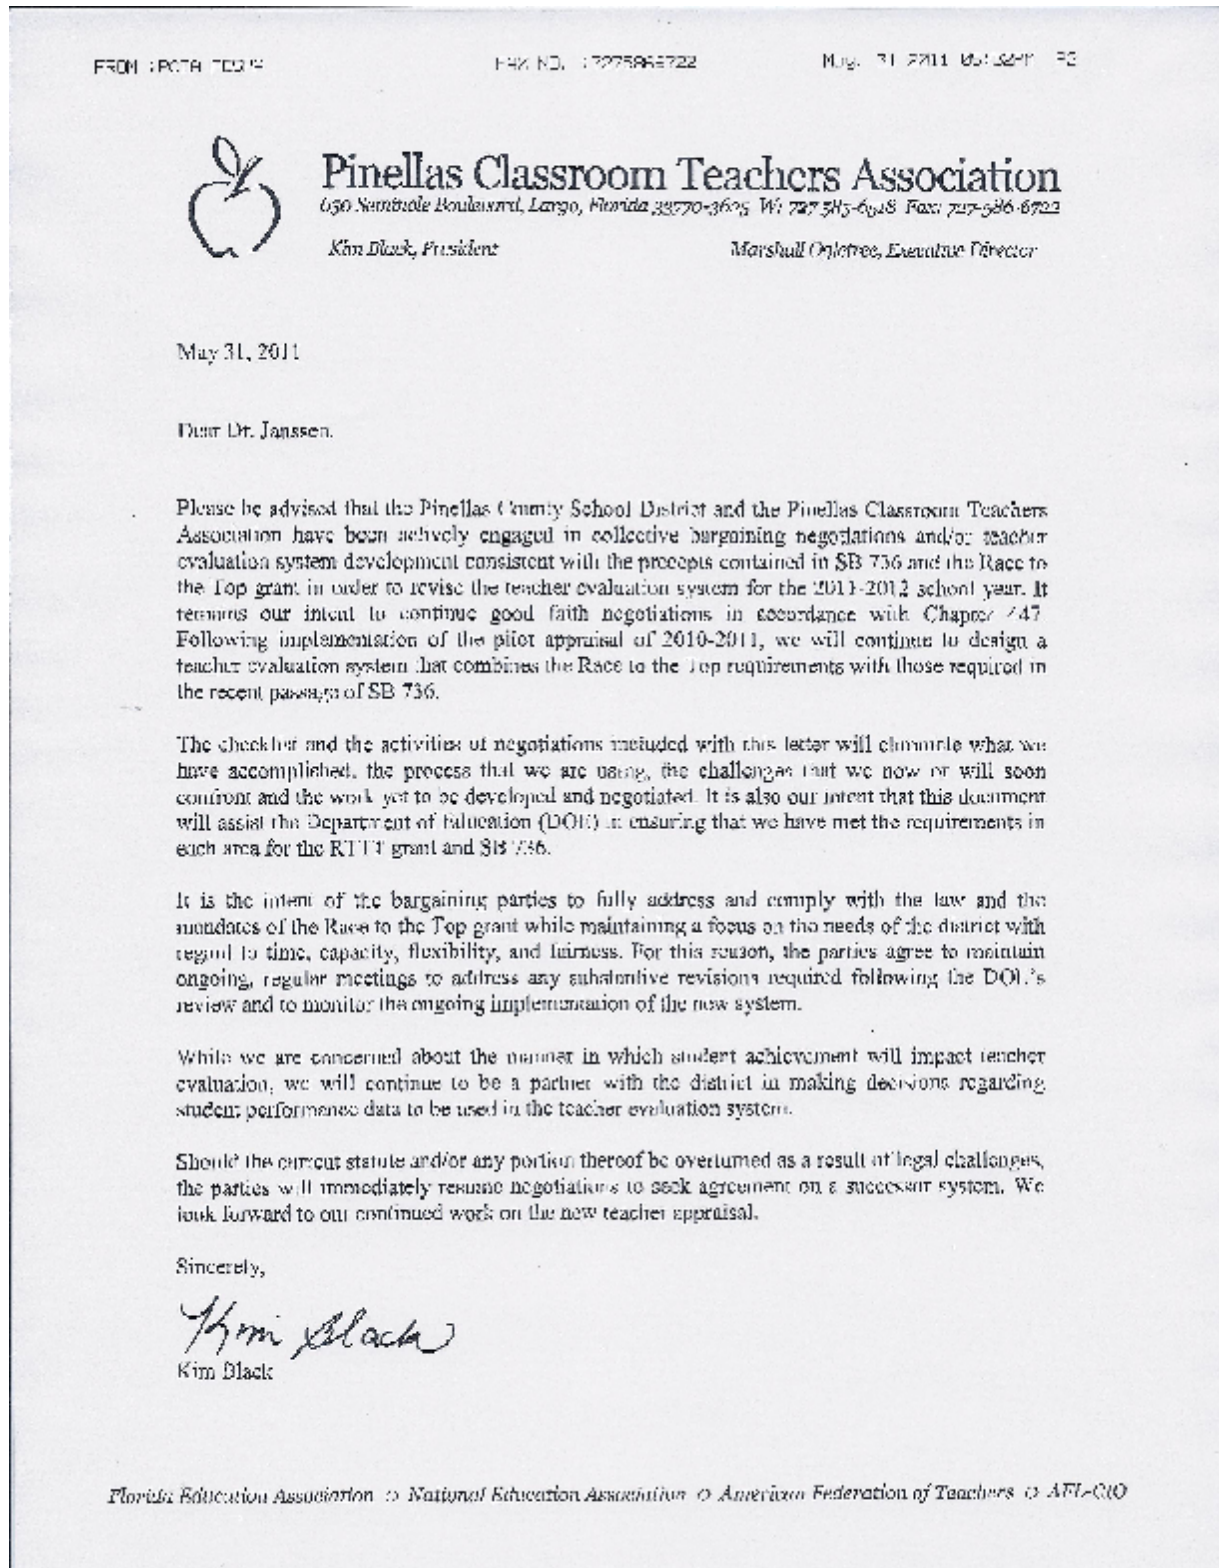 FROM :PCTA
FAX NO. :7275866722
May. 31 2011 05:32PM P2
Pinellas Classroom Teachers Association
650 Seminole Boulevard, Largo, Florida 33770-3625 W: 727-585-6518 Fax: 727-586-6722
Kim Black, President
Marshall Ogletree, Executive Director
May 31, 2011
Dear Dr. Janssen,
Please be advised that the Pinellas County School District and the Pinellas Classroom Teachers
Association have been actively engaged in collective bargaining negotiations and/or teacher
evaluation system development consistent with the precepts contained in SB 736 and the Race to
the Top grant in order to revise the teacher evaluation system for the 2011-2012 school year. It
remains our intent to continue good faith negotiations in accordance with Chapter 447.
Following implementation of the pilot appraisal of 2010-2011, we will continue to design a
teacher evaluation system that combines the Race to the Top requirements with those required in
the recent passage of SB 736.
The checklist and the activities of negotiations included with this letter will chronicle what we
have accomplished, the process that we are using, the challenges that we now or will soon
confront and the work yet to be developed and negotiated. It is also our intent that this document
will assist the Department of Education (DOE) in ensuring that we have met the requirements in
each area for the RTTT grant and SB 736.
It is the intent of the bargaining parties to fully address and comply with the law and the
mandates of the Race to the Top grant while maintaining a focus on the needs of the district with
regard to time, capacity, flexibility, and fairness. For this reason, the parties agree to maintain
ongoing, regular meetings to address any substantive revisions required following the DOE's
review and to monitor the ongoing implementation of the new system.
While we are concerned about the manner in which student achievement will impact teacher
evaluation, we will continue to be a partner with the district in making decisions regarding
student performance data to be used in the teacher evaluation system.
Should the current statute and/or any portion thereof be overturned as a result of legal challenges,
the parties will immediately resume negotiations to seek agreement on a successor system. We
look forward to our continued work on the new teacher appraisal.
Sincerely,
Kim Black
Kim Black
Florida Education Association o National Education Association o American Federation of Teachers o AFL-CIO